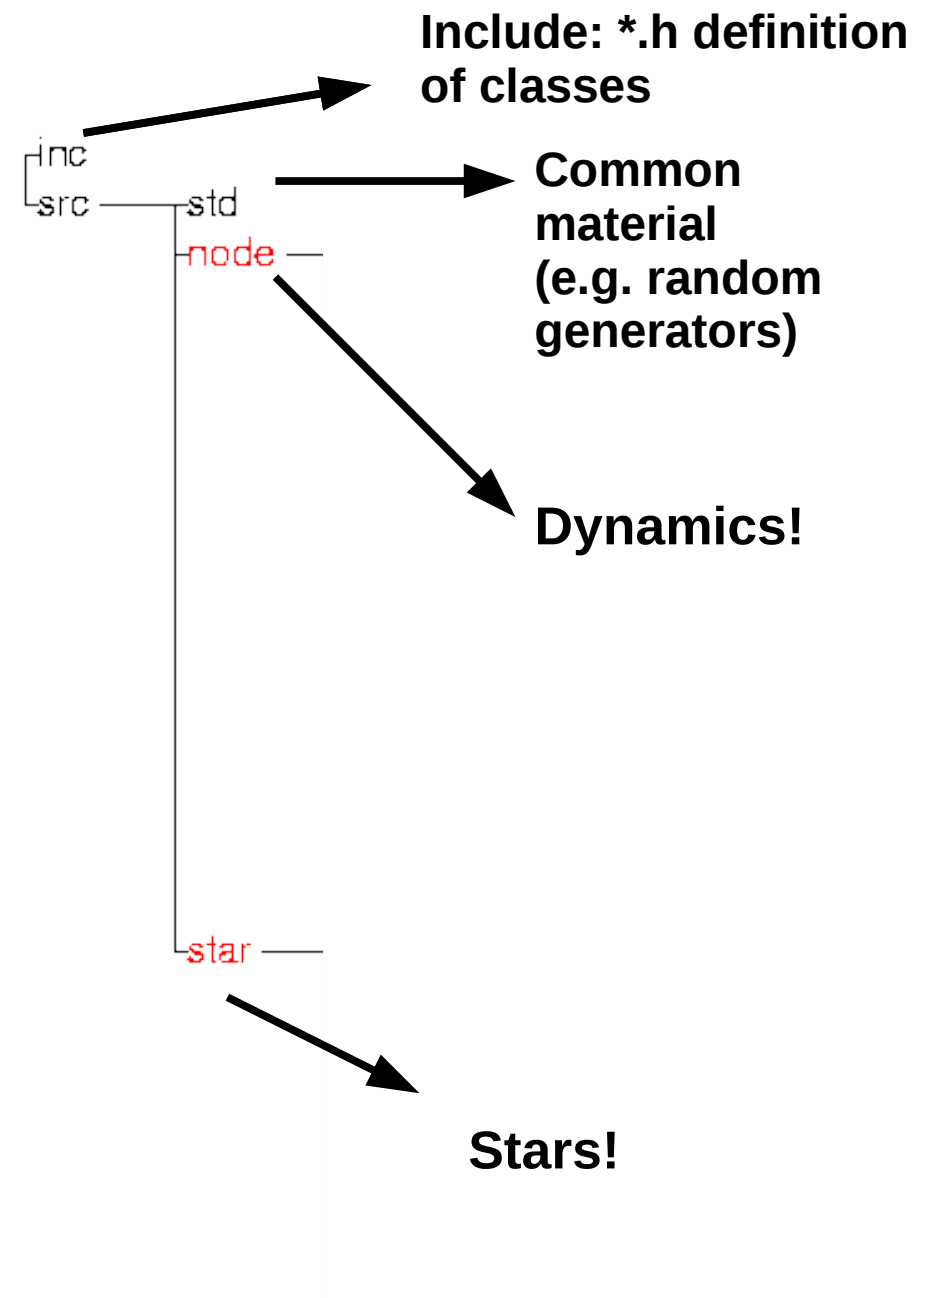 Include: *.h definition
of classes
inc
src
std
node
Common
material
(e.g. random
generators)
Dynamics!
star
Stars!